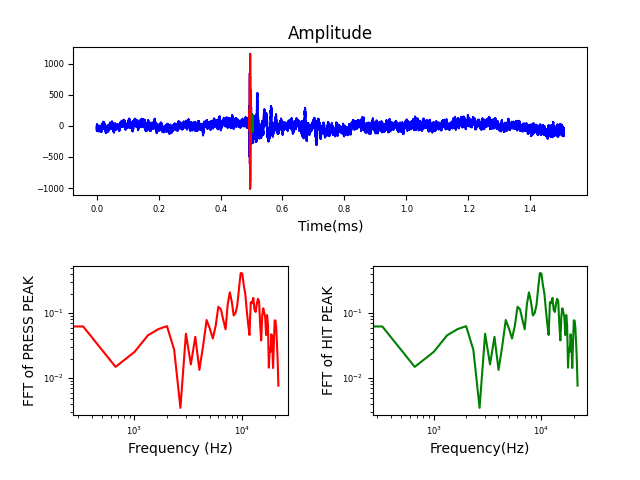 Amplitude
1000
500
0
−500
−1000
0.0 0.2 0.4 0.6 0.8 1.0 1.2 1.4
Time(ms)
FFT of PRESS PEAK
10⁻¹
10⁻²
10³ 10⁴
Frequency (Hz)
FFT of HIT PEAK
10⁻¹
10⁻²
10³ 10⁴
Frequency(Hz)